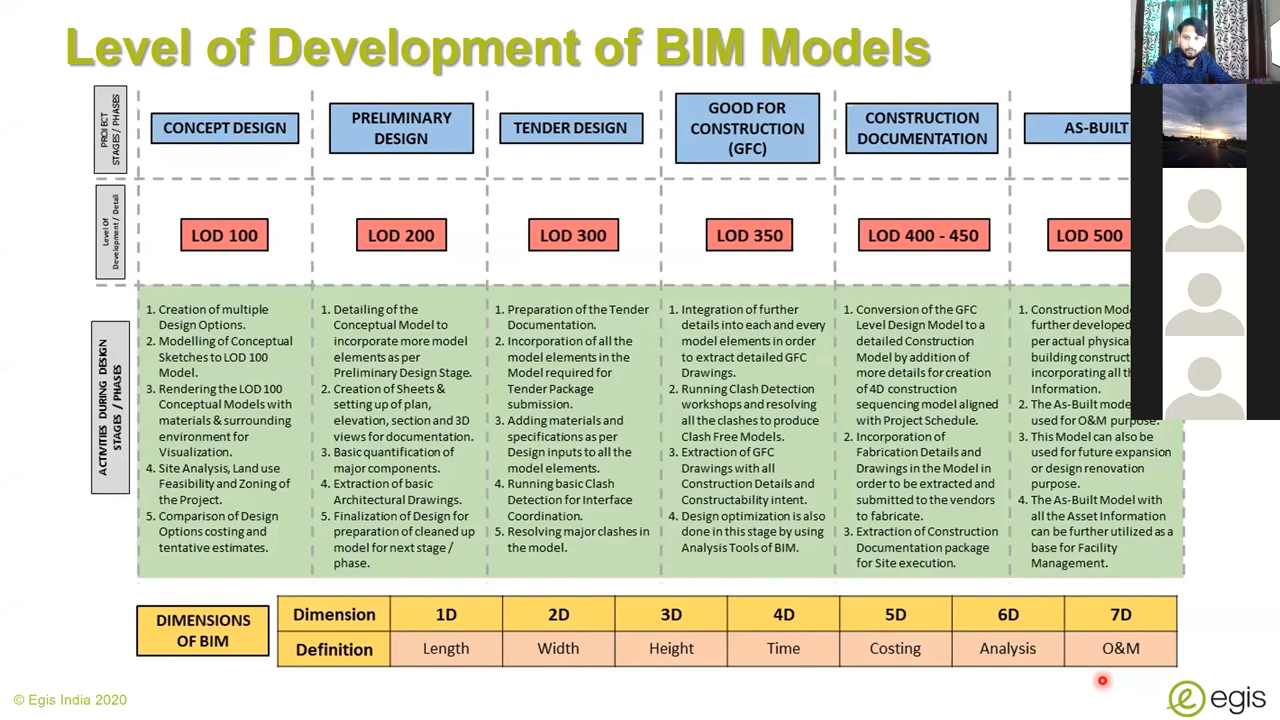 Level of Development of BIM Models
PROJECT
STAGES / PHASES
CONCEPT DESIGN
PRELIMINARY
DESIGN
TENDER DESIGN
GOOD FOR
CONSTRUCTION
(GFC)
CONSTRUCTION
DOCUMENTATION
AS-BUILT
Level Of
Development / Detail
LOD 100
LOD 200
LOD 300
LOD 350
LOD 400 - 450
LOD 500
ACTIVITIES DURING DESIGN
STAGES / PHASES
1. Creation of multiple
Design Options.
2. Modelling of Conceptual
Sketches to LOD 100
Model.
3. Rendering the LOD 100
Conceptual Models with
materials & surrounding
environment for
Visualization.
4. Site Analysis, Land use
Feasibility and Zoning of
the Project.
5. Comparison of Design
Options costing and
tentative estimates.
1. Detailing of the
Conceptual Model to
incorporate more model
elements as per
Preliminary Design Stage.
2. Creation of Sheets &
setting up of plan,
elevation, section and 3D
views for documentation.
3. Basic quantification of
major components.
4. Extraction of basic
Architectural Drawings.
5. Finalization of Design for
preparation of cleaned up
model for next stage /
phase.
1. Preparation of the Tender
Documentation.
2. Incorporation of all the
model elements in the
Model required for
Tender Package
submission.
3. Adding materials and
specifications as per
Design inputs to all the
model elements.
4. Running basic Clash
Detection for Interface
Coordination.
5. Resolving major clashes in
the model.
1. Integration of further
details into each and every
model elements in order
to extract detailed GFC
Drawings.
2. Running Clash Detection
workshops and resolving
all the clashes to produce
Clash Free Models.
3. Extraction of GFC
Drawings with all
Construction Details and
Constructability intent.
4. Design optimization is also
done in this stage by using
Analysis Tools of BIM.
1. Conversion of the GFC
Level Design Model to a
detailed Construction
Model by addition of
more details for creation
of 4D construction
sequencing model aligned
with Project Schedule.
2. Incorporation of
Fabrication Details and
Drawings in the Model in
order to be extracted and
submitted to the vendors
to fabricate.
3. Extraction of Construction
Documentation package
for Site execution.
1. Construction
further developed
per actual
building
incorporating all
Information.
2. The As-Built
used for O&M purpose.
3. This Model can also be
used for future expansion
or design renovation
purpose.
4. The As-Built Model with
all the Asset Information
can be further utilized as a
base for Facility
Management.
DIMENSIONS
OF BIM
Dimension 1D 2D 3D 4D 5D 6D 7D
Definition Length Width Height Time Costing Analysis O&M
© Egis India 2020
egis